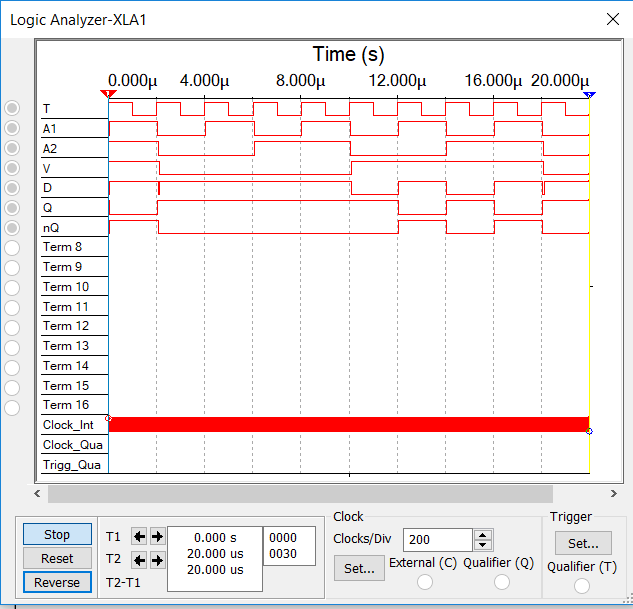 Logic Analyzer-XLA1
Time (s)
0.000µ 4.000µ 8.000µ 12.000µ 16.000µ 20.000µ
T
A1
A2
V
D
Q
nQ
Term 8
Term 9
Term 10
Term 11
Term 12
Term 13
Term 14
Term 15
Term 16
Clock_Int
Clock_Qua
Trigg_Qua
Stop
Reset
Reverse
T1
T2
T2-T1
0.000 s
20.000 us
20.000 us
0000
0030
Clock
Clocks/Div 200
Set...
External (C) Qualifier (Q)
Trigger
Set...
Qualifier (T)